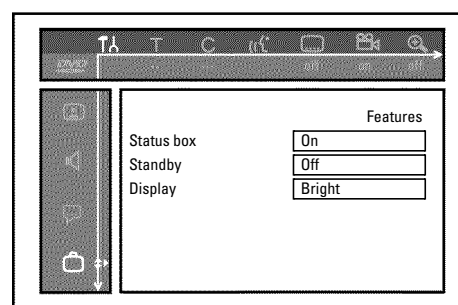 T C
DVD off on off
Features
Status box On
Standby Off
Display Bright